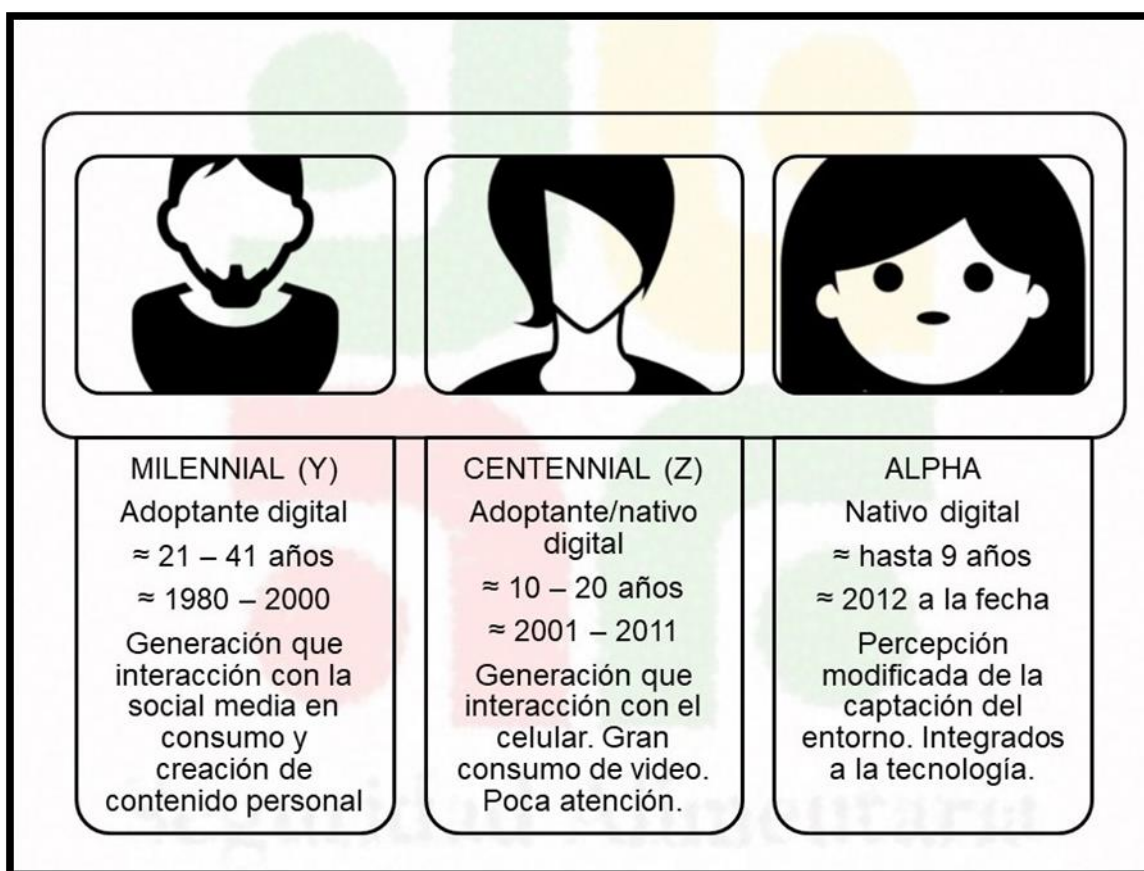 MILENNIAL (Y)
Adoptante digital
≈ 21 – 41 años
≈ 1980 – 2000
Generación que
interacción con la
social media en
consumo y
creación de
contenido personal
CENTENNIAL (Z)
Adoptante/nativo
digital
≈ 10 – 20 años
≈ 2001 – 2011
Generación que
interacción con el
celular. Gran
consumo de video.
Poca atención.
ALPHA
Nativo digital
≈ hasta 9 años
≈ 2012 a la fecha
Percepción
modificada de la
captación del
entorno. Integrados
a la tecnología.